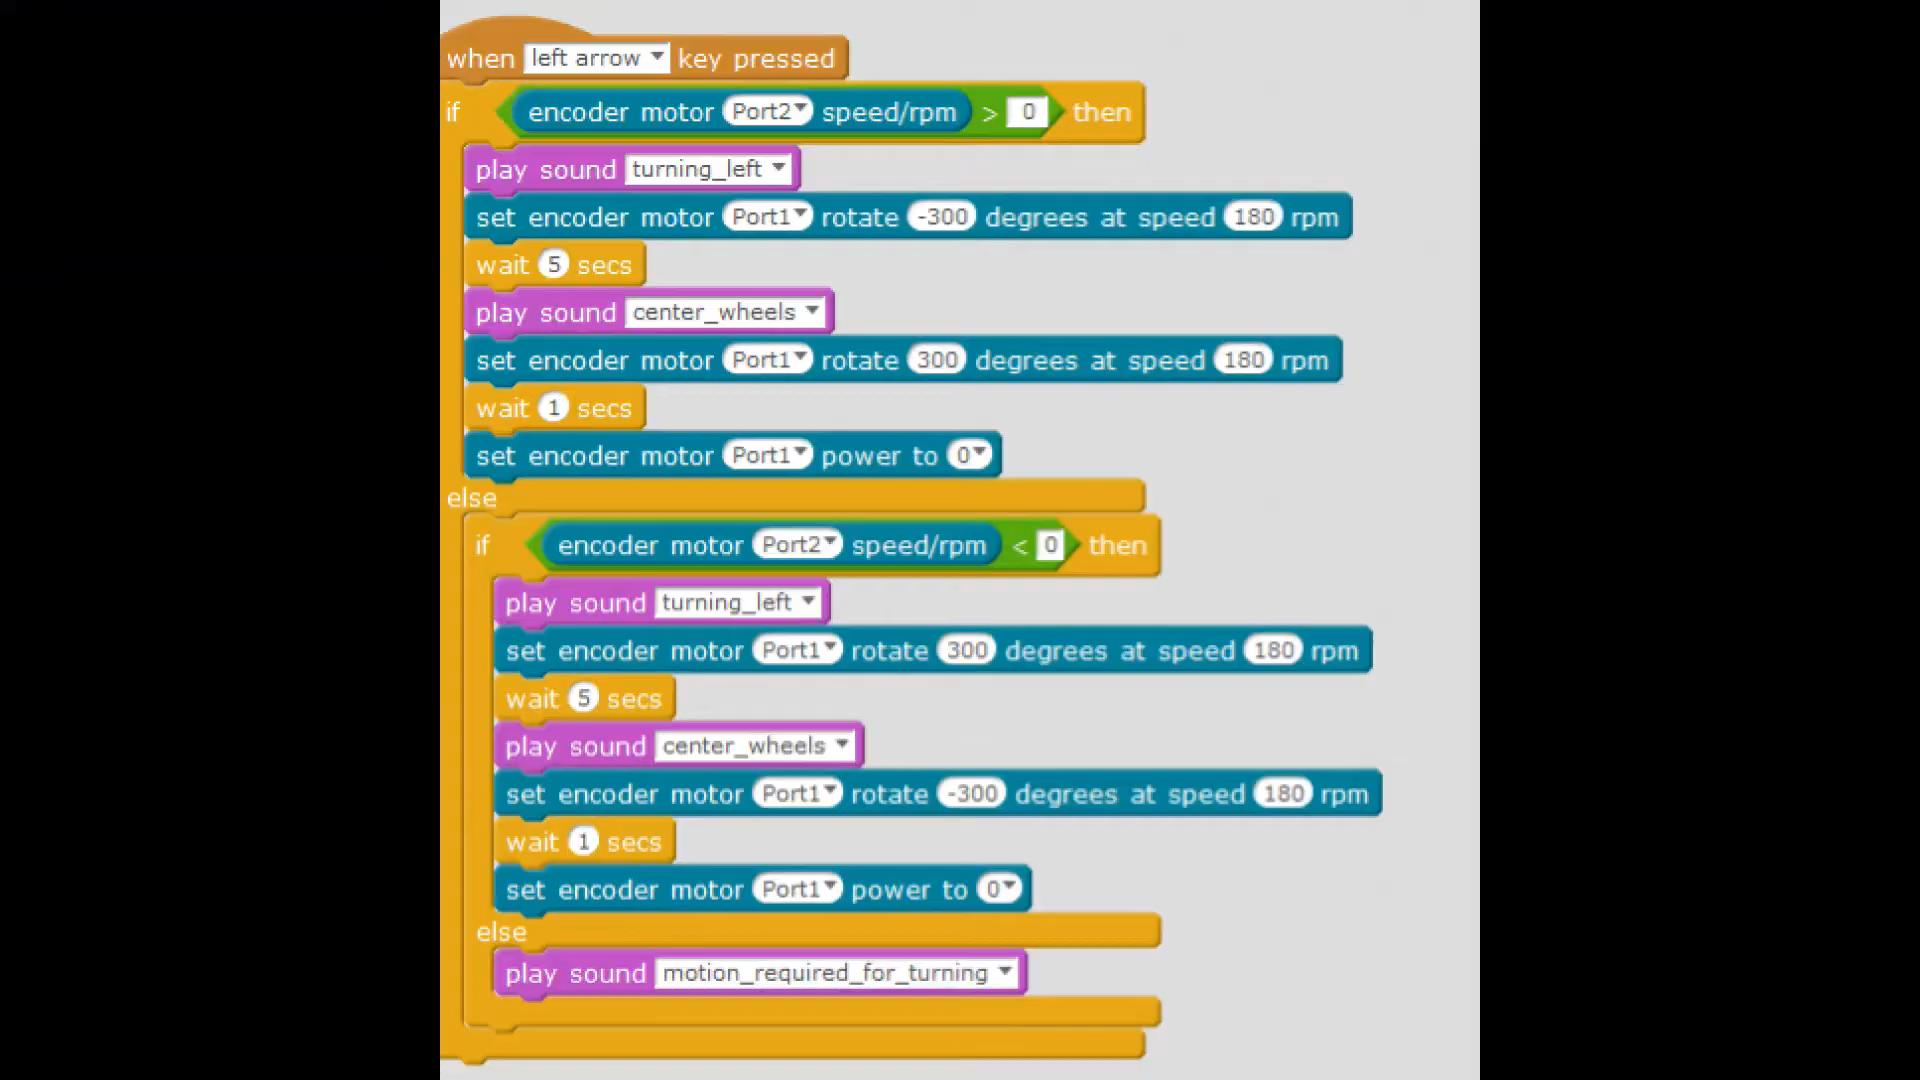 when left arrow key pressed
if encoder motor Port2 speed/rpm > 0 then
play sound turning_left
set encoder motor Port1 rotate -300 degrees at speed 180 rpm
wait 5 secs
play sound center_wheels
set encoder motor Port1 rotate 300 degrees at speed 180 rpm
wait 1 secs
set encoder motor Port1 power to 0
else
if encoder motor Port2 speed/rpm < 0 then
play sound turning_left
set encoder motor Port1 rotate 300 degrees at speed 180 rpm
wait 5 secs
play sound center_wheels
set encoder motor Port1 rotate -300 degrees at speed 180 rpm
wait 1 secs
set encoder motor Port1 power to 0
else
play sound motion_required_for_turning